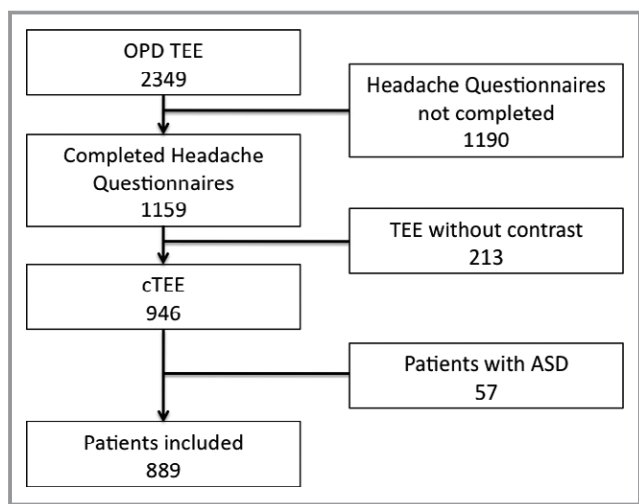 OPD TEE
2349
Headache Questionnaires
not completed
1190
Completed Headache
Questionnaires
1159
TEE without contrast
213
cTEE
946
Patients with ASD
57
Patients included
889